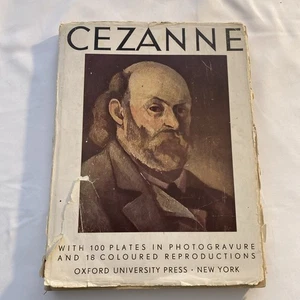 CEZANNE
WITH 100 PLATES IN PHOTOGRAVURE
AND 18 COLOURED REPRODUCTIONS
OXFORD UNIVERSITY PRESS · NEW YORK